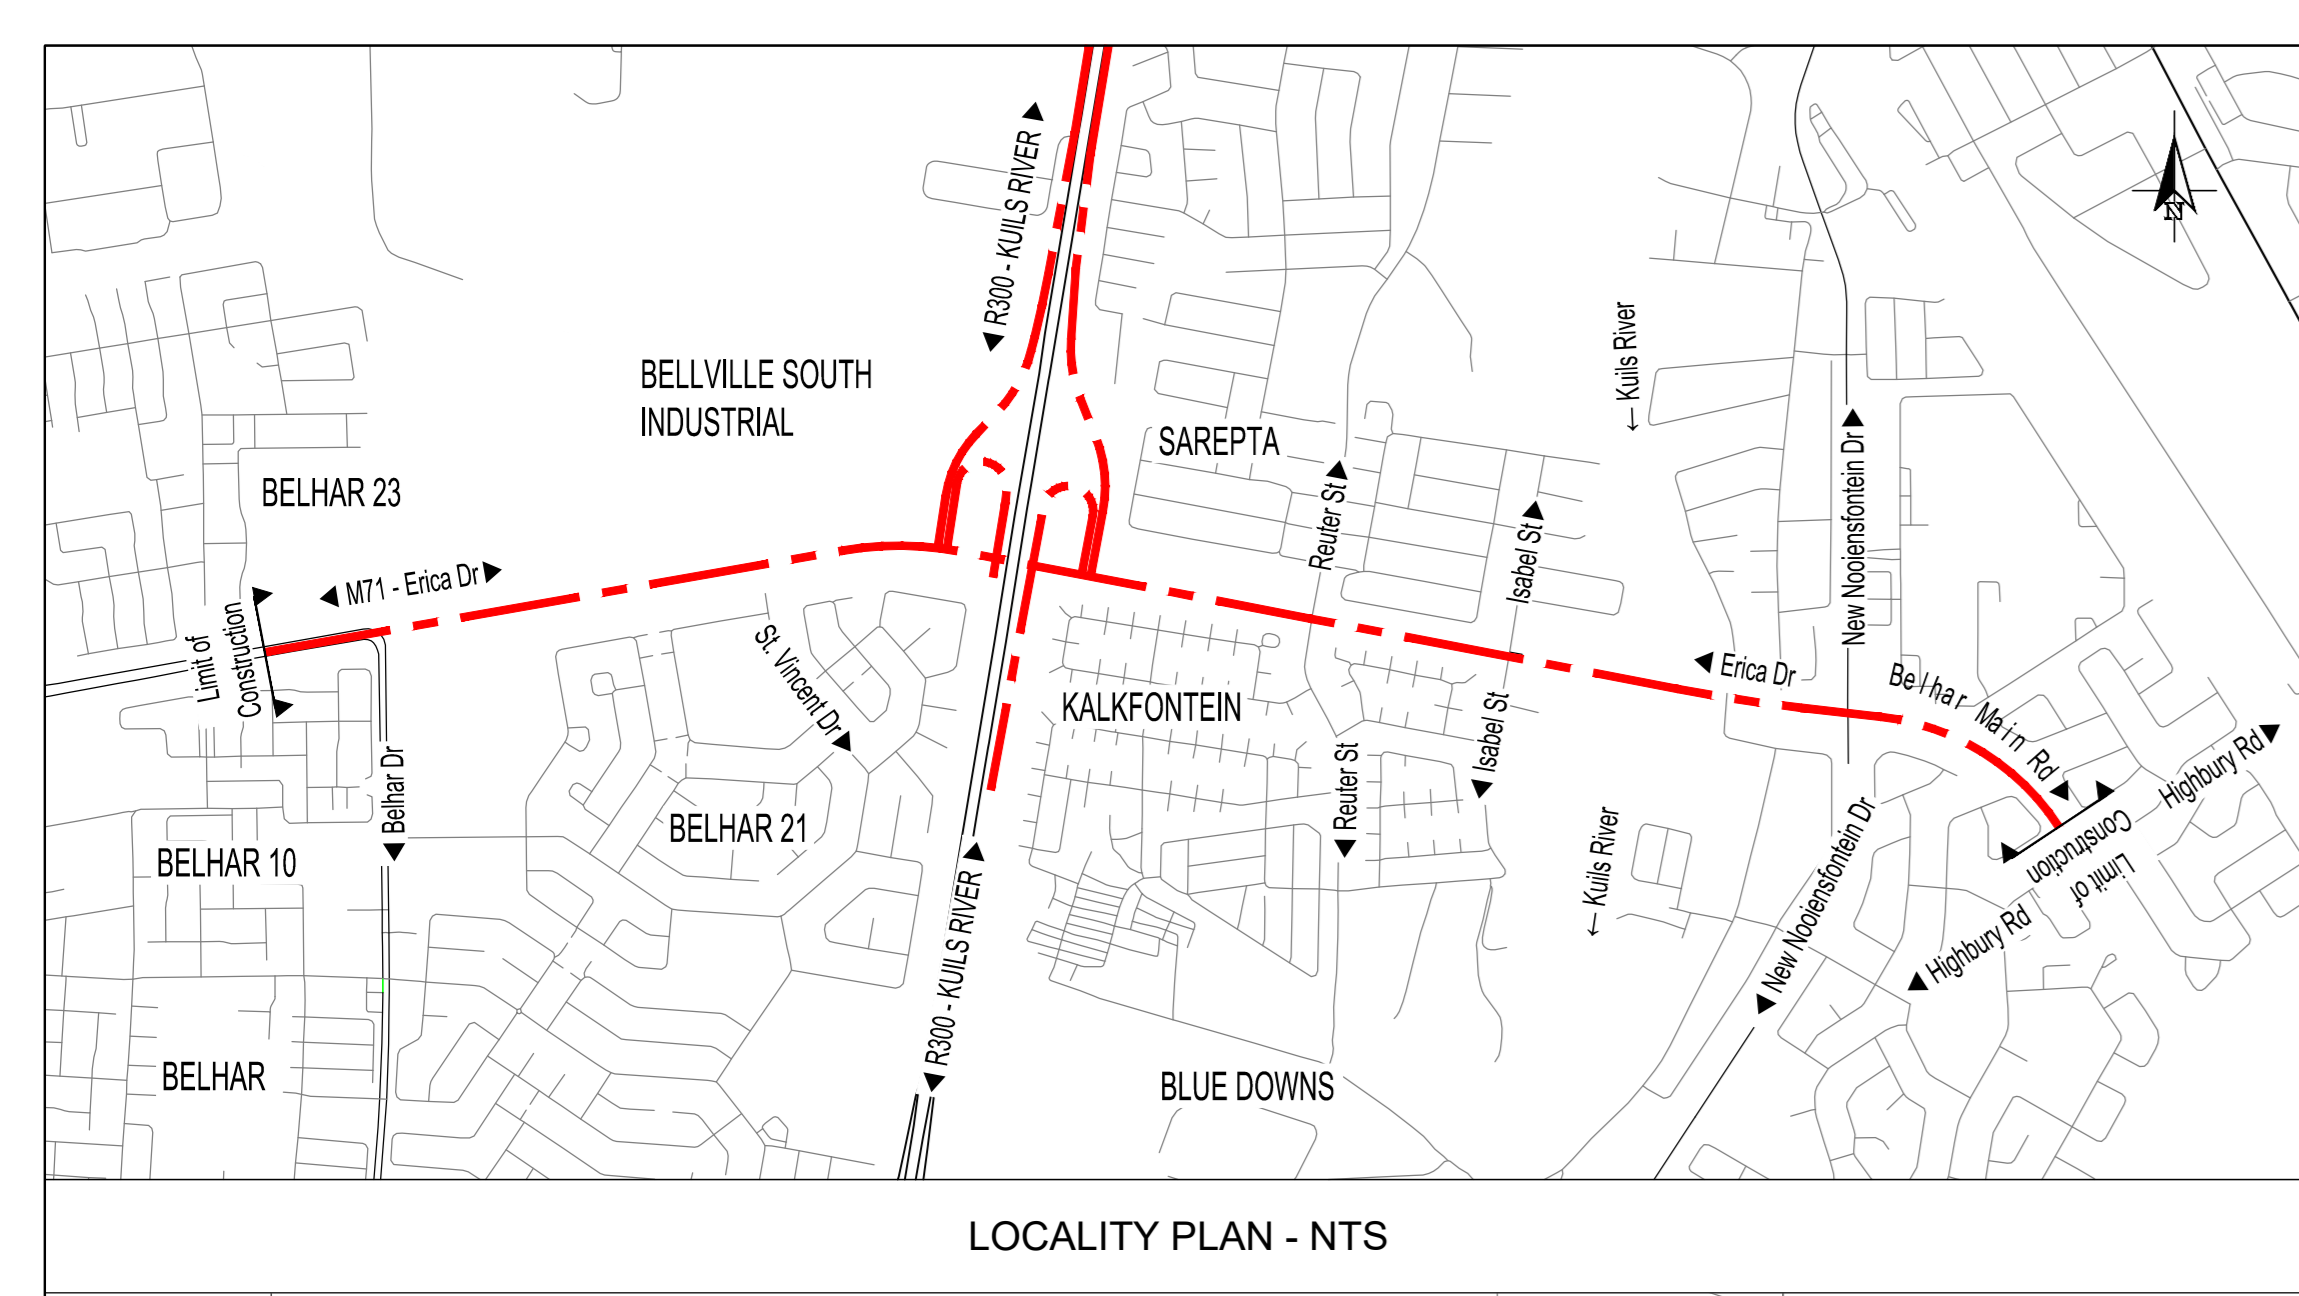 R300 - KUILS RIVER
N
BELLVILLE SOUTH
INDUSTRIAL
← Kuils River
SAREPTA
BELHAR 23
Reuter St
Isabel St
New Nooiensfontein Dr
M71 - Erica Dr
Limit of
Construction
St. Vincent Dr
KALKFONTEIN
Erica Dr
Belhar Main Rd
Isabel St
Reuter St
Belhar Dr
Highbury Rd
BELHAR 21
BELHAR 10
Limit of
Construction
← Kuils River
New Nooiensfontein Dr
Highbury Rd
R300 - KUILS RIVER
BELHAR
BLUE DOWNS
LOCALITY PLAN - NTS